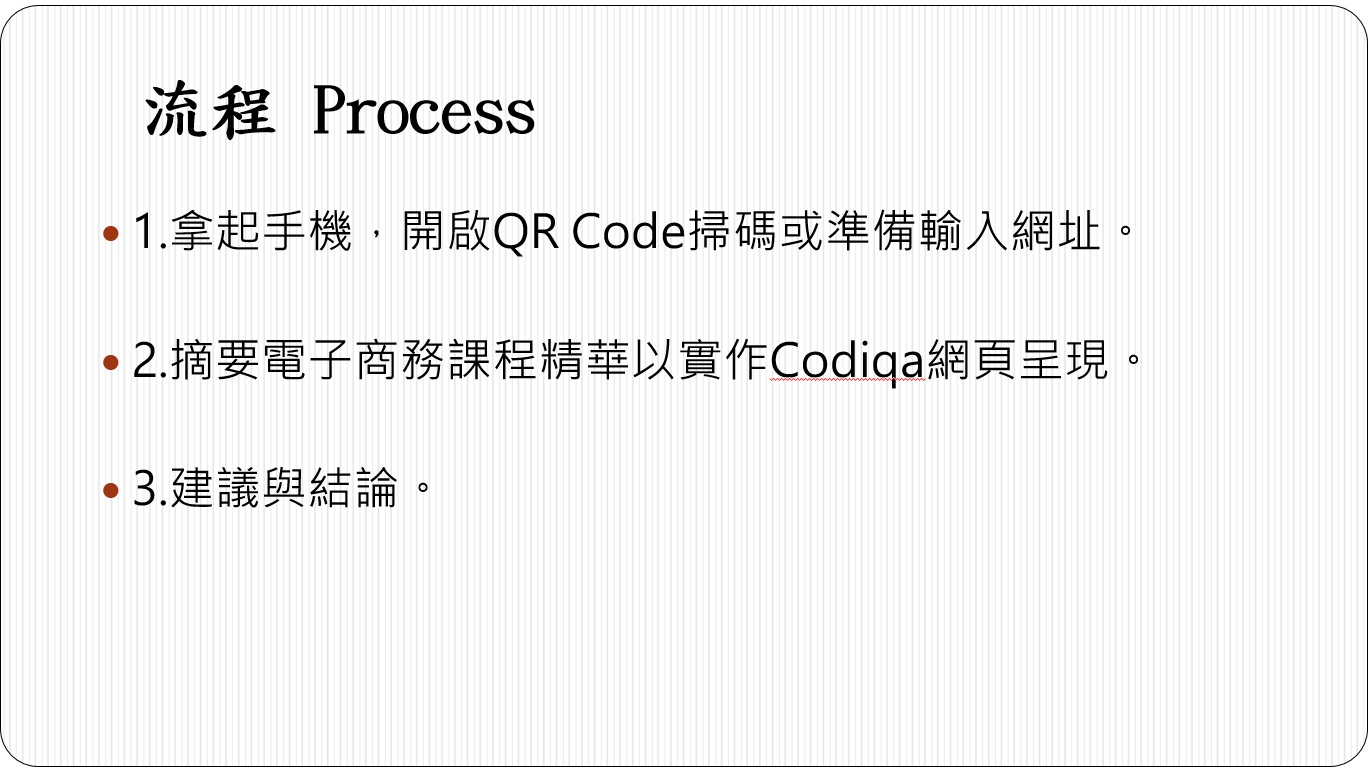 流程 Process
• 1.拿起手機，開啟QR Code掃碼或準備輸入網址。
• 2.摘要電子商務課程精華以實作Codiqa網頁呈現。
• 3.建議與結論。